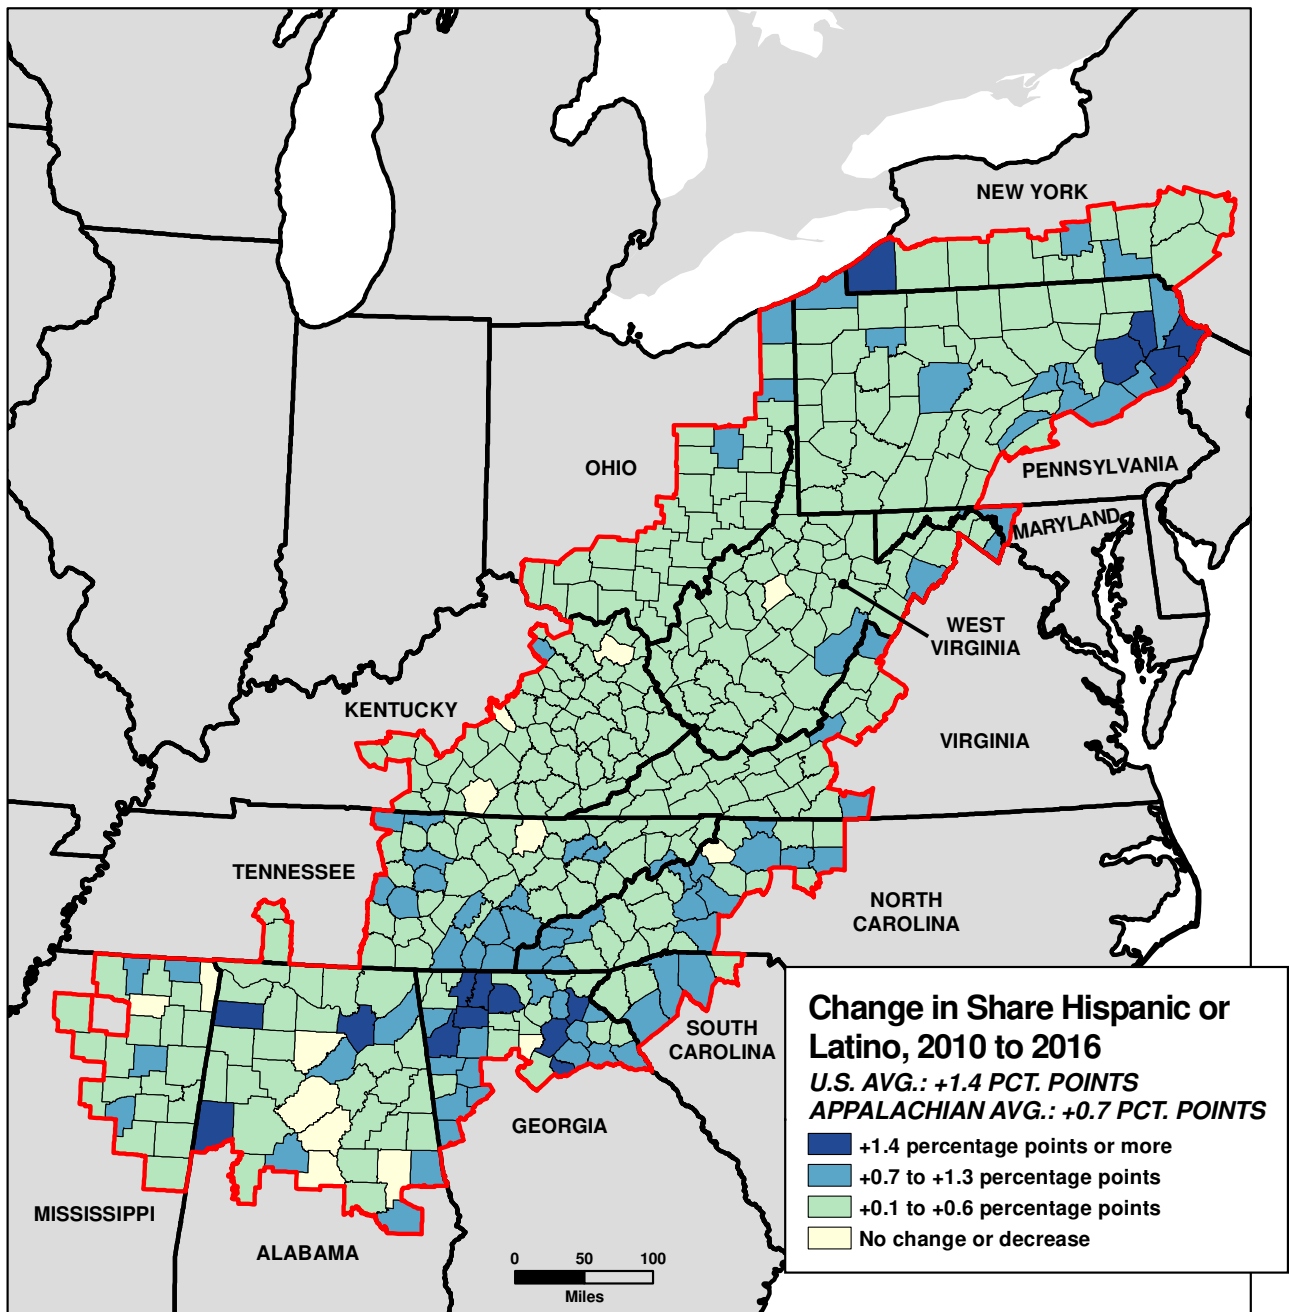 NEW YORK
OHIO
PENNSYLVANIA
MARYLAND
WEST
VIRGINIA
KENTUCKY
VIRGINIA
TENNESSEE
NORTH
CAROLINA
SOUTH
CAROLINA
GEORGIA
MISSISSIPPI
ALABAMA
0 50 100
Miles
Change in Share Hispanic or
Latino, 2010 to 2016
U.S. AVG.: +1.4 PCT. POINTS
APPALACHIAN AVG.: +0.7 PCT. POINTS
+1.4 percentage points or more
+0.7 to +1.3 percentage points
+0.1 to +0.6 percentage points
No change or decrease